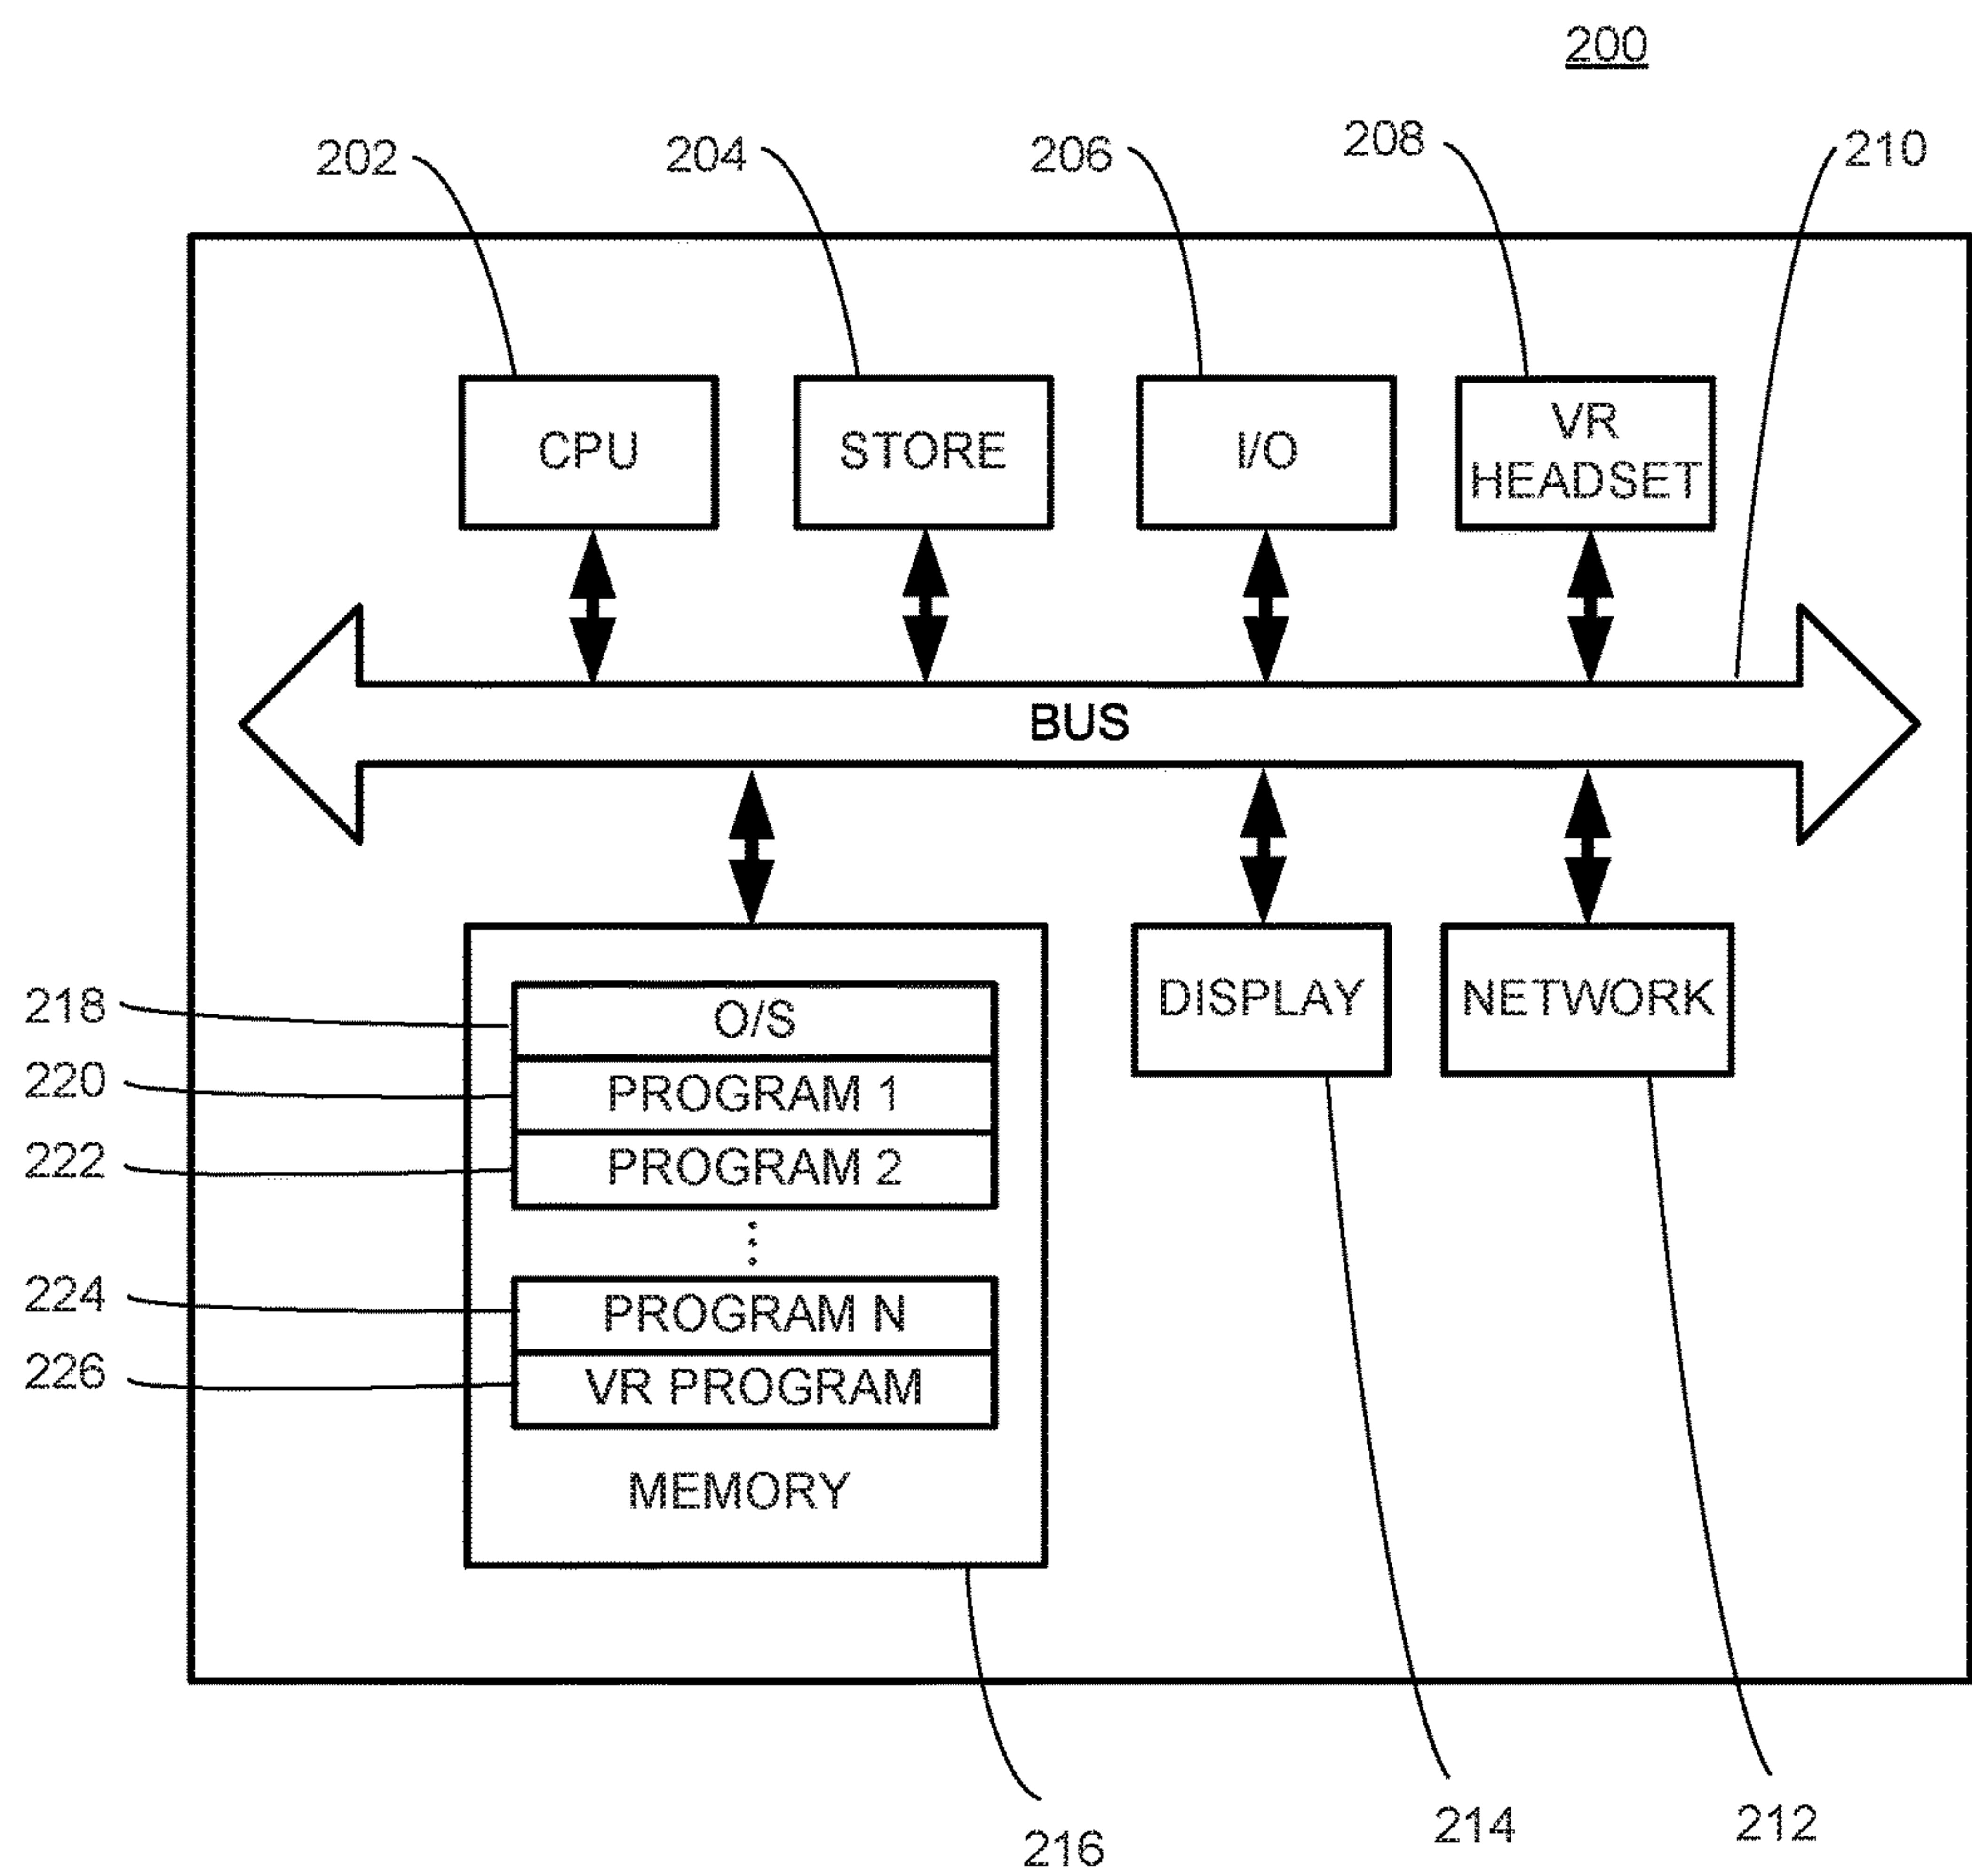 200
202
204
206
208
210
CPU
STORE
I/O
VR
HEADSET
BUS
218
O/S
220
PROGRAM 1
222
PROGRAM 2
224
PROGRAM N
226
VR PROGRAM
MEMORY
DISPLAY
NETWORK
216
214
212